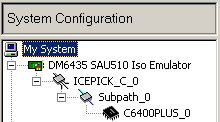 System Configuration
My System
DM6435 SAU510 Iso Emulator
ICEPICK_C_0
Subpath_0
C6400PLUS_0